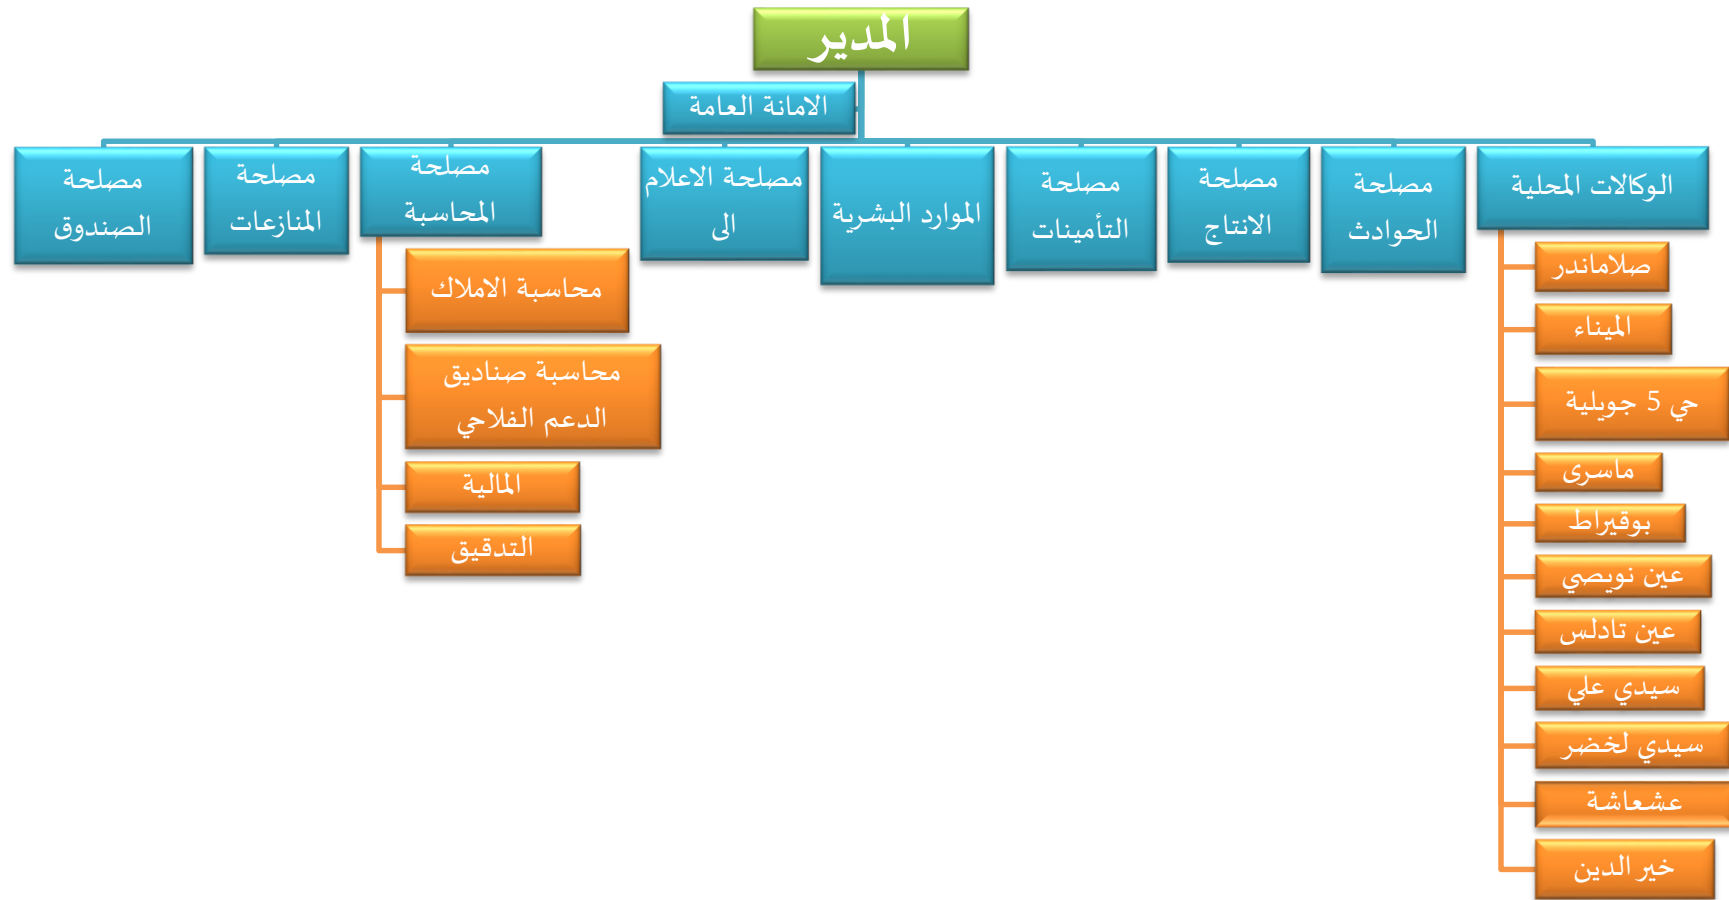 المدير
الامانة العامة
الوكالات المحلية
مصلحة
الحوادث
مصلحة
الانتاج
مصلحة
التأمينات
الموارد البشرية
مصلحة الاعلام
الى
مصلحة
المحاسبة
مصلحة
المنازعات
مصلحة
الصندوق
صلاماندر
الميناء
حي 5 جويلية
ماسرى
بوقيراط
عين نويصي
عين تادلس
سيدي علي
سيدي لخضر
عشعاشة
خير الدين
محاسبة الاملاك
محاسبة صناديق
الدعم الفلاحي
المالية
التدقيق